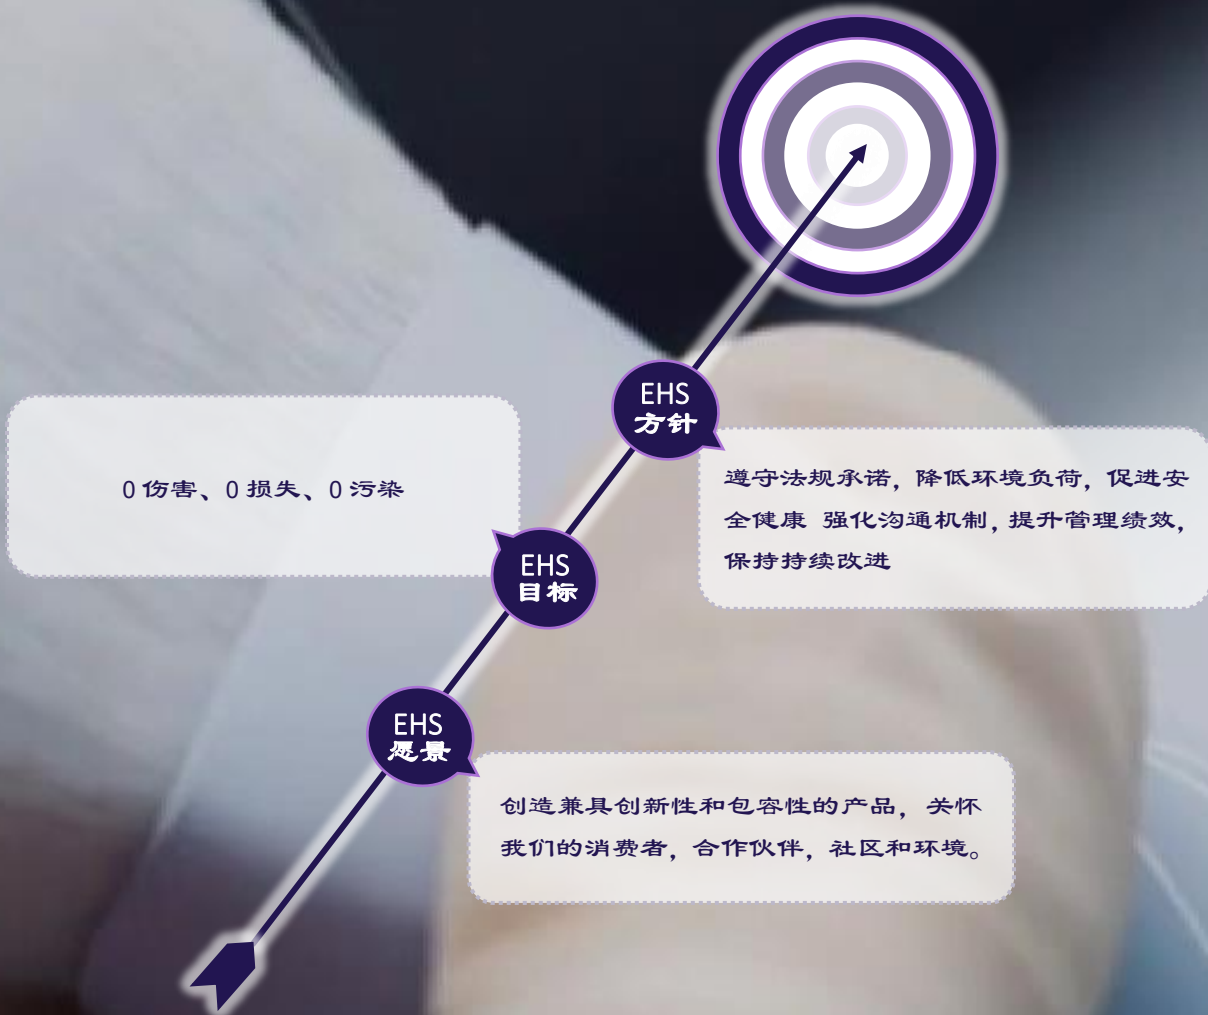 EHS
方针
遵守法规承诺，降低环境负荷，促进安
全健康 强化沟通机制，提升管理绩效，
保持持续改进
0 伤害、0 损失、0 污染
EHS
目标
EHS
愿景
创造兼具创新性和包容性的产品，关怀
我们的消费者，合作伙伴，社区和环境。